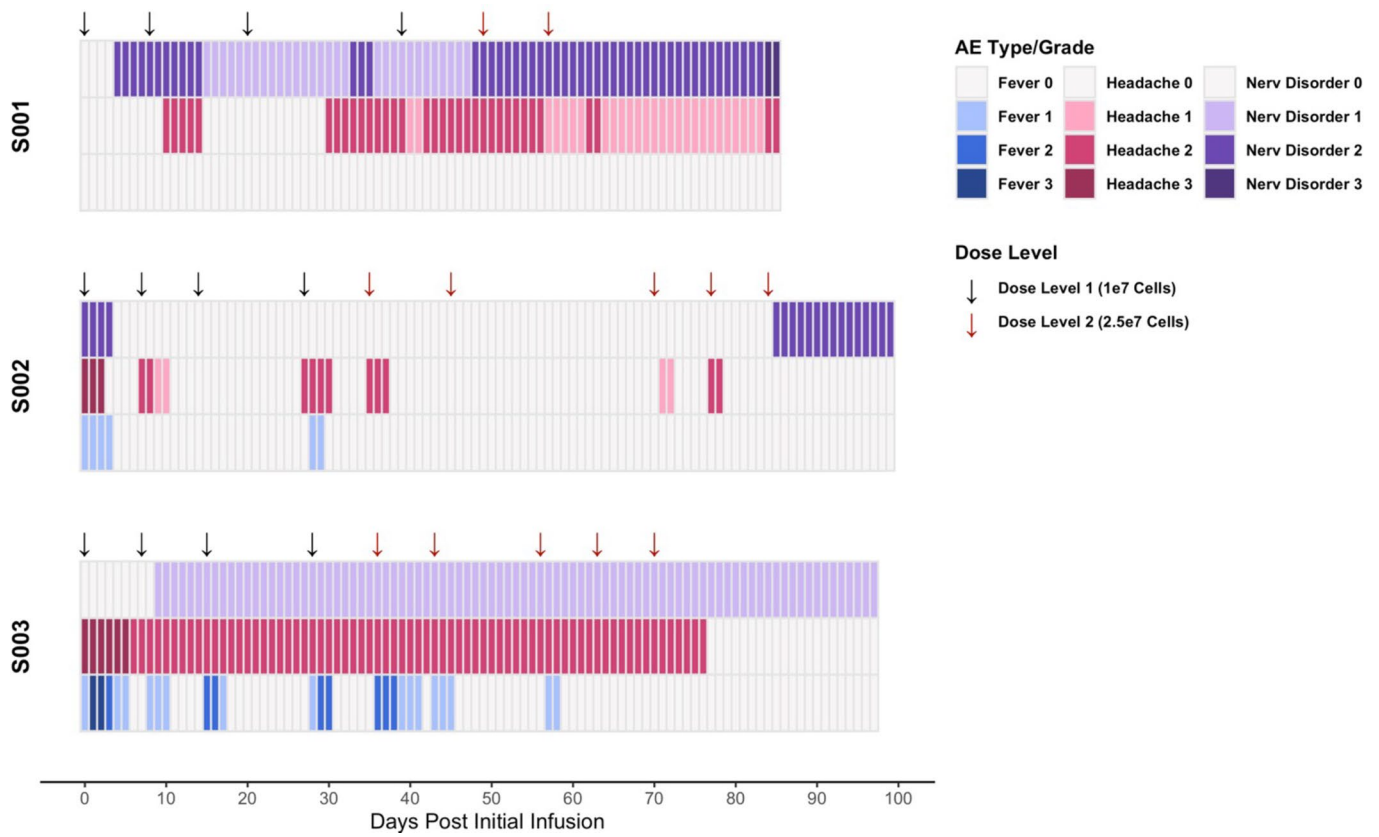 S001
S002
S003
0 10 20 30 40 50 60 70 80 90 100
Days Post Initial Infusion
AE Type/Grade
Fever 0 Headache 0 Nerv Disorder 0
Fever 1 Headache 1 Nerv Disorder 1
Fever 2 Headache 2 Nerv Disorder 2
Fever 3 Headache 3 Nerv Disorder 3
Dose Level
Dose Level 1 (1e7 Cells)
Dose Level 2 (2.5e7 Cells)